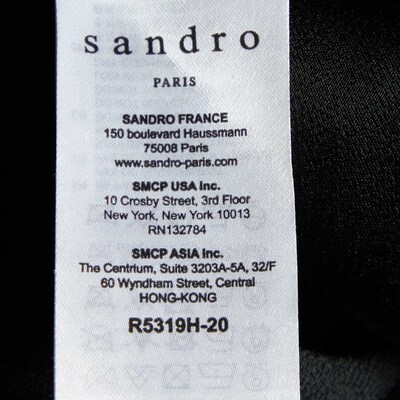 sandro
PARIS
SANDRO FRANCE
150 boulevard Haussmann
75008 Paris
www.sandro-paris.com
SMCP USA Inc.
10 Crosby Street, 3rd Floor
New York, New York 10013
RN132784
SMCP ASIA Inc.
The Centrium, Suite 3203A-5A, 32/F
60 Wyndham Street, Central
HONG-KONG
R5319H-20